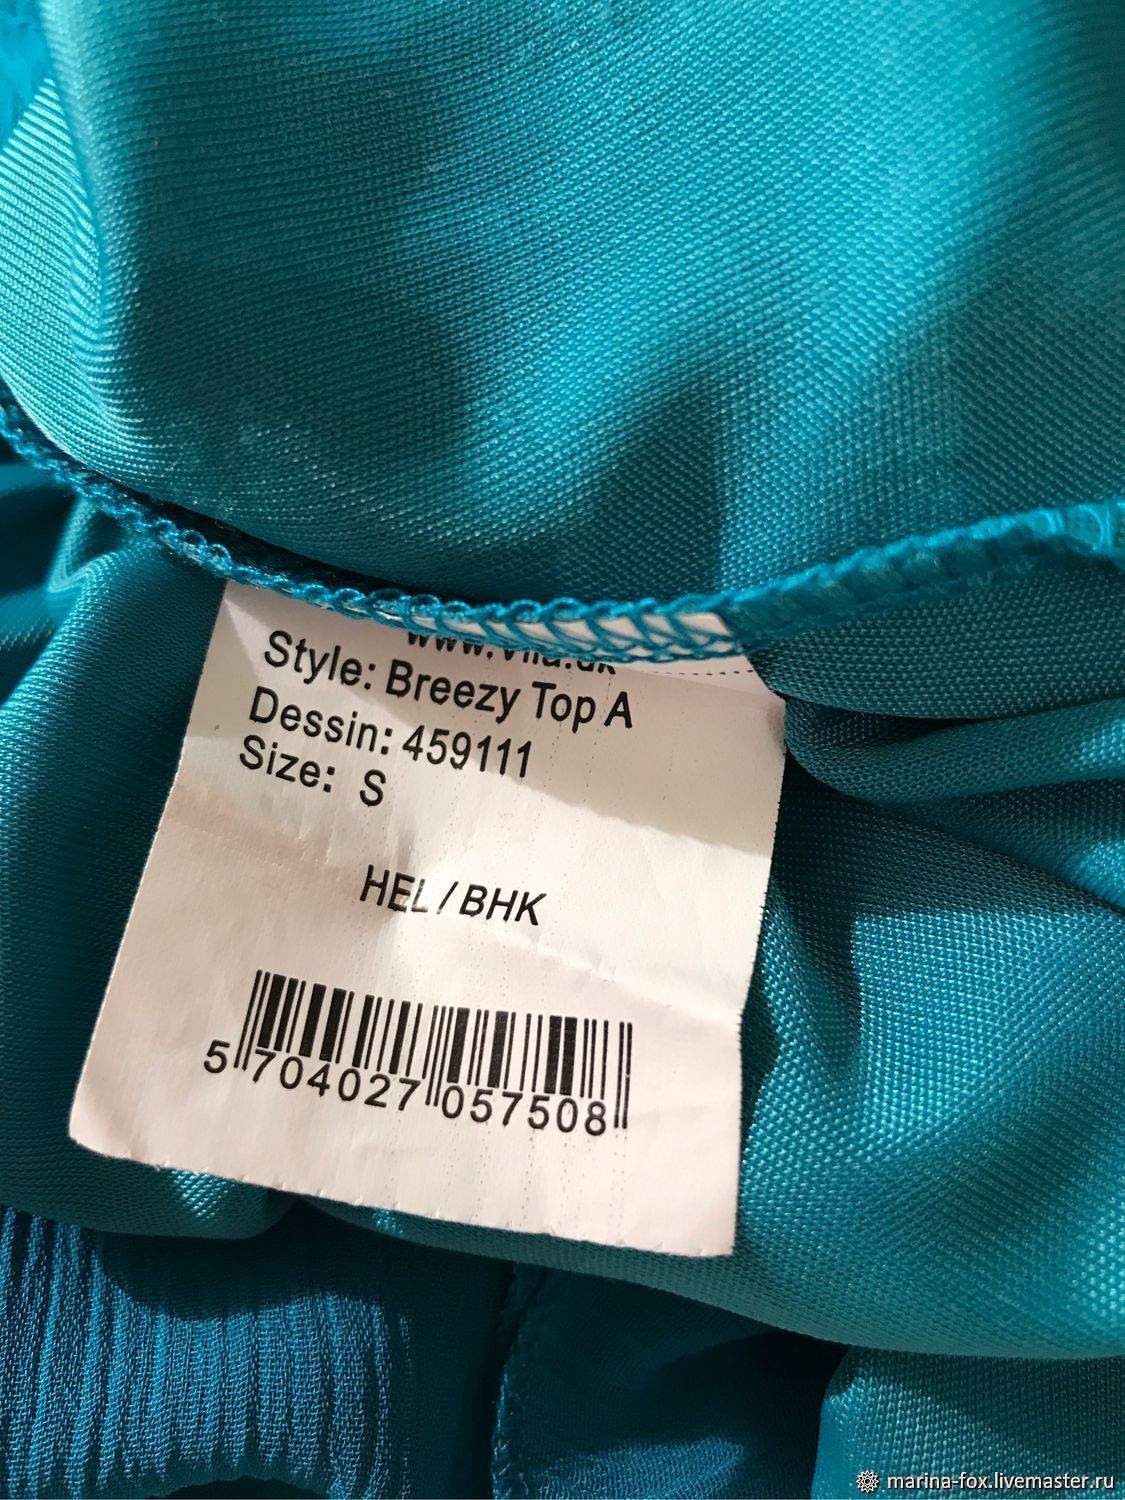 Style: Breezy Top A
Dessin: 459111
Size: S
HEL / BHK
5 704027 057508
marina-fox.livemaster.ru